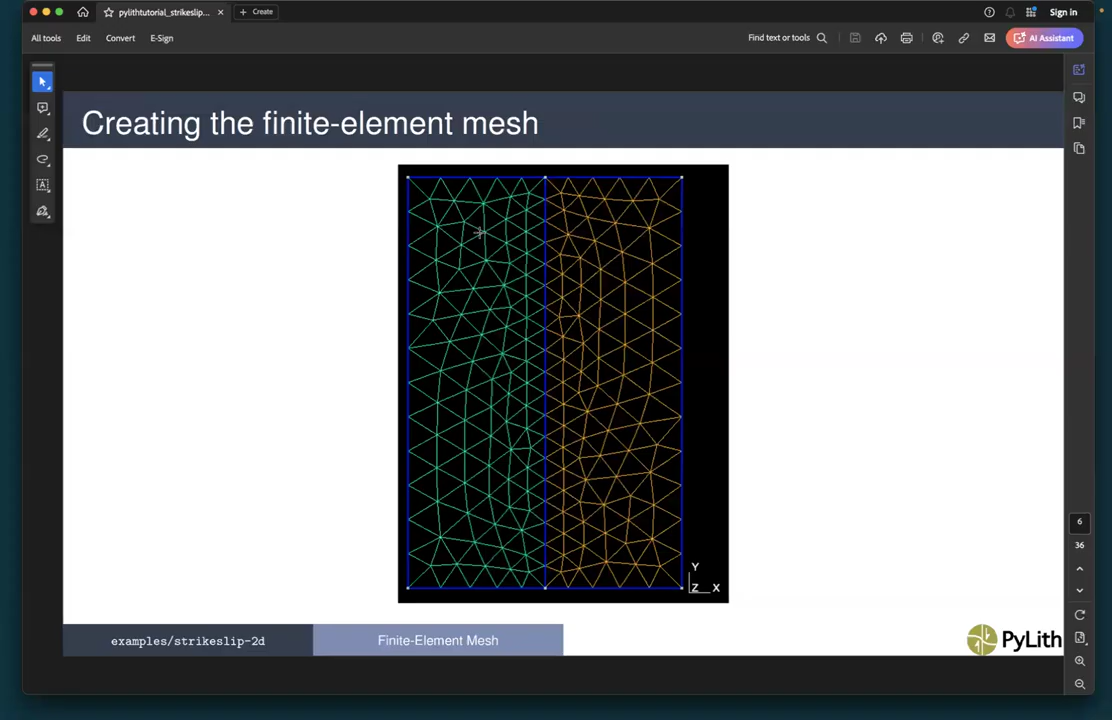 pylithtutorial_strikeslip...
Create
Sign in
All tools
Edit
Convert
E-Sign
Find text or tools
AI Assistant
Creating the finite-element mesh
Y
Z
X
6
36
examples/strikeslip-2d
Finite-Element Mesh
PyLith